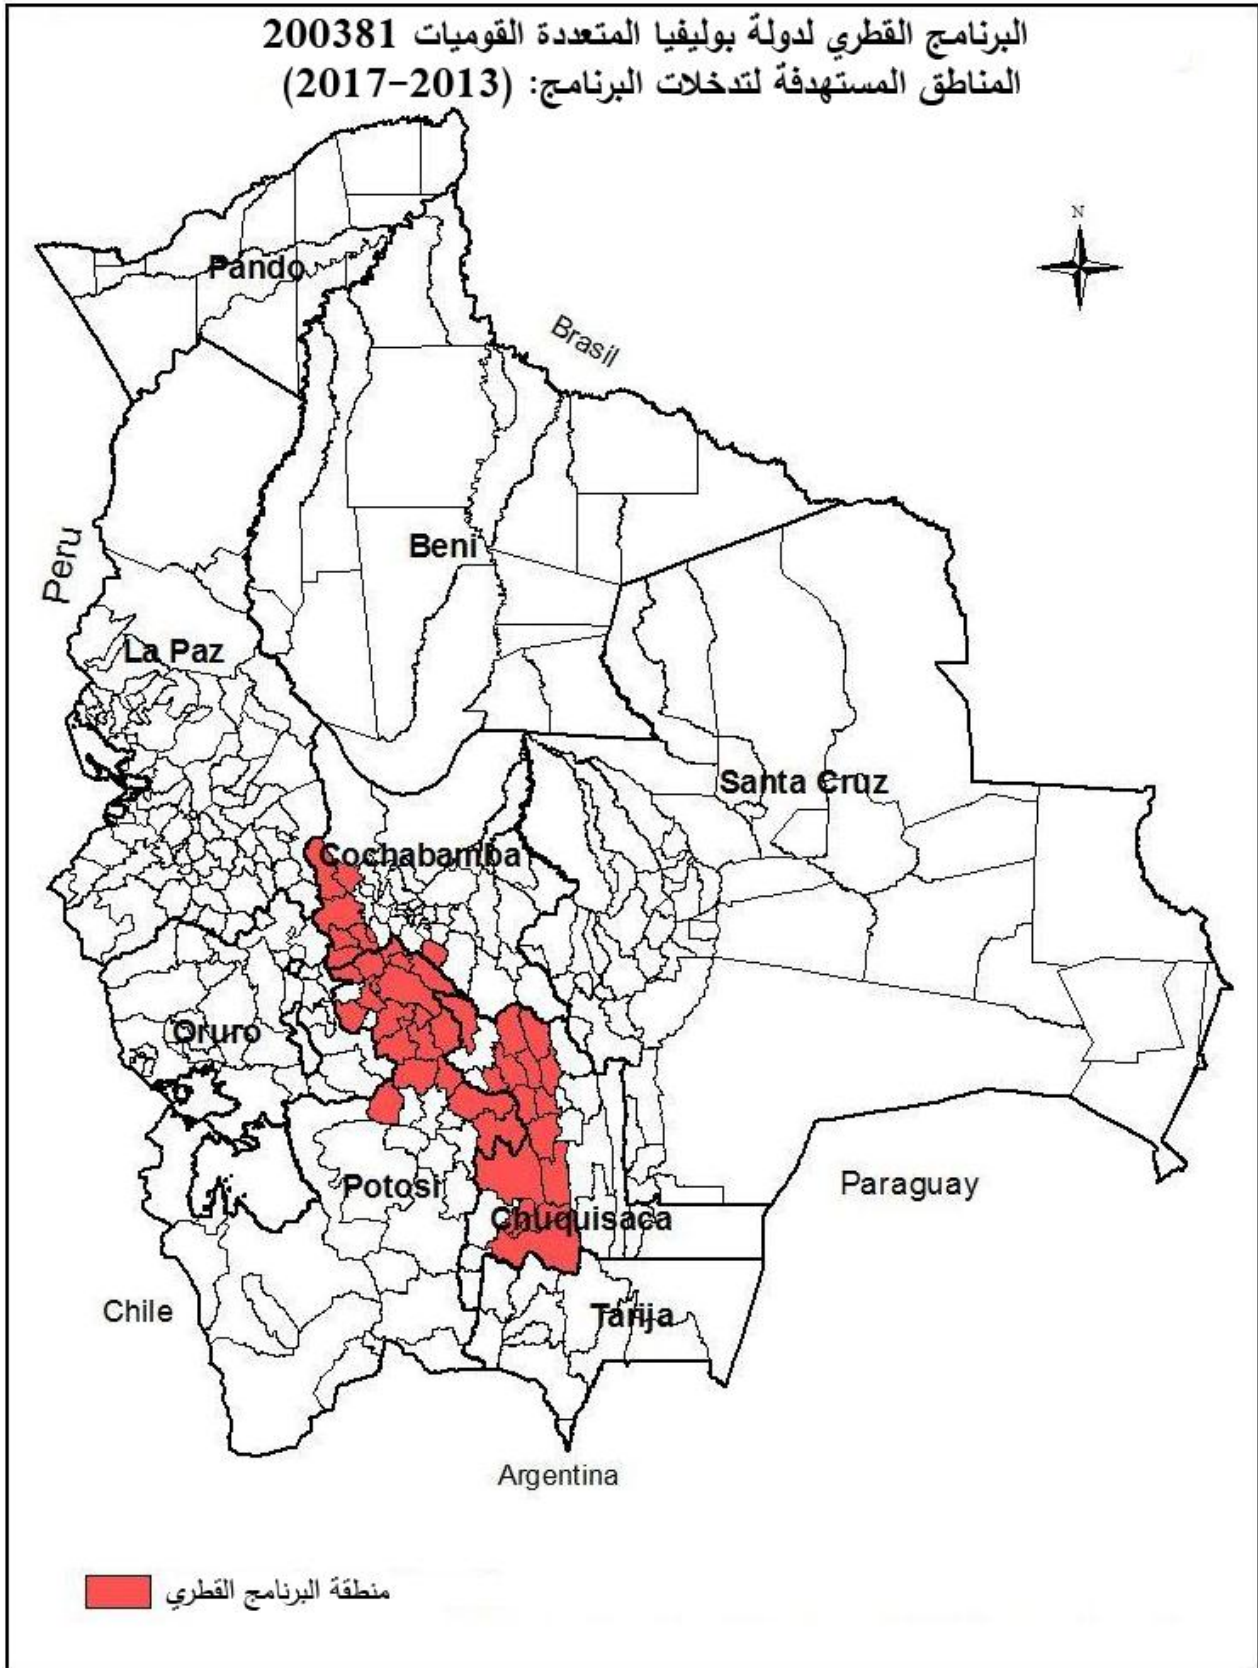 البرنامج القطري لدولة بوليفيا المتعددة القوميات 200381
المناطق المستهدفة لتدخلات البرنامج: (2013-2017)
N
Pando
Brasil
Beni
Peru
La Paz
Santa Cruz
Cochabamba
Oruro
Potosi
Paraguay
Chuquisaca
Chile
Tarija
Argentina
منطقة البرنامج القطري